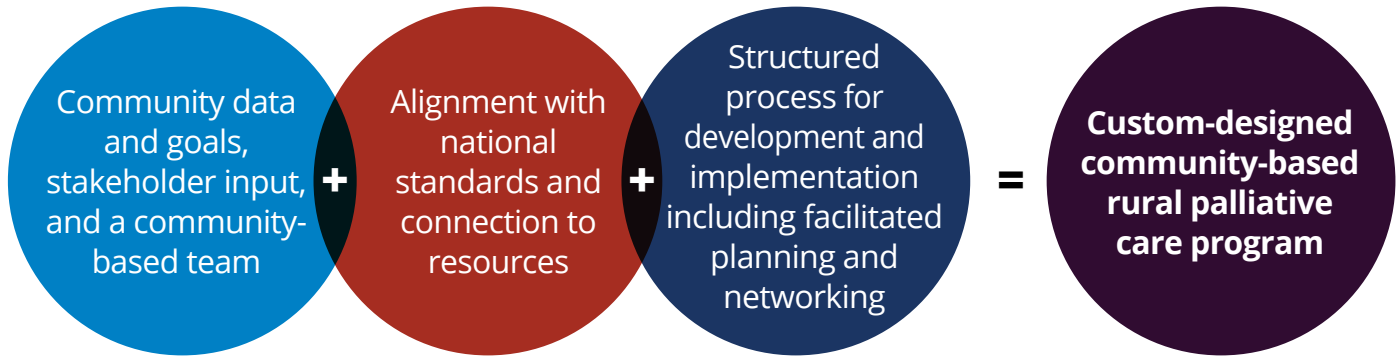 Community data
and goals,
stakeholder input,
and a community-
based team
+
Alignment with
national
standards and
connection to
resources
+
Structured
process for
development and
implementation
including facilitated
planning and
networking
=
Custom-designed
community-based
rural palliative
care program